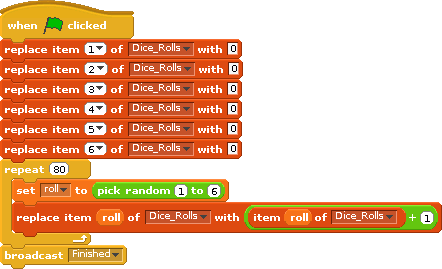 when clicked
replace item 1 of Dice_Rolls with 0
replace item 2 of Dice_Rolls with 0
replace item 3 of Dice_Rolls with 0
replace item 4 of Dice_Rolls with 0
replace item 5 of Dice_Rolls with 0
replace item 6 of Dice_Rolls with 0
repeat 80
set roll to pick random 1 to 6
replace item roll of Dice_Rolls with item roll of Dice_Rolls + 1
broadcast Finished